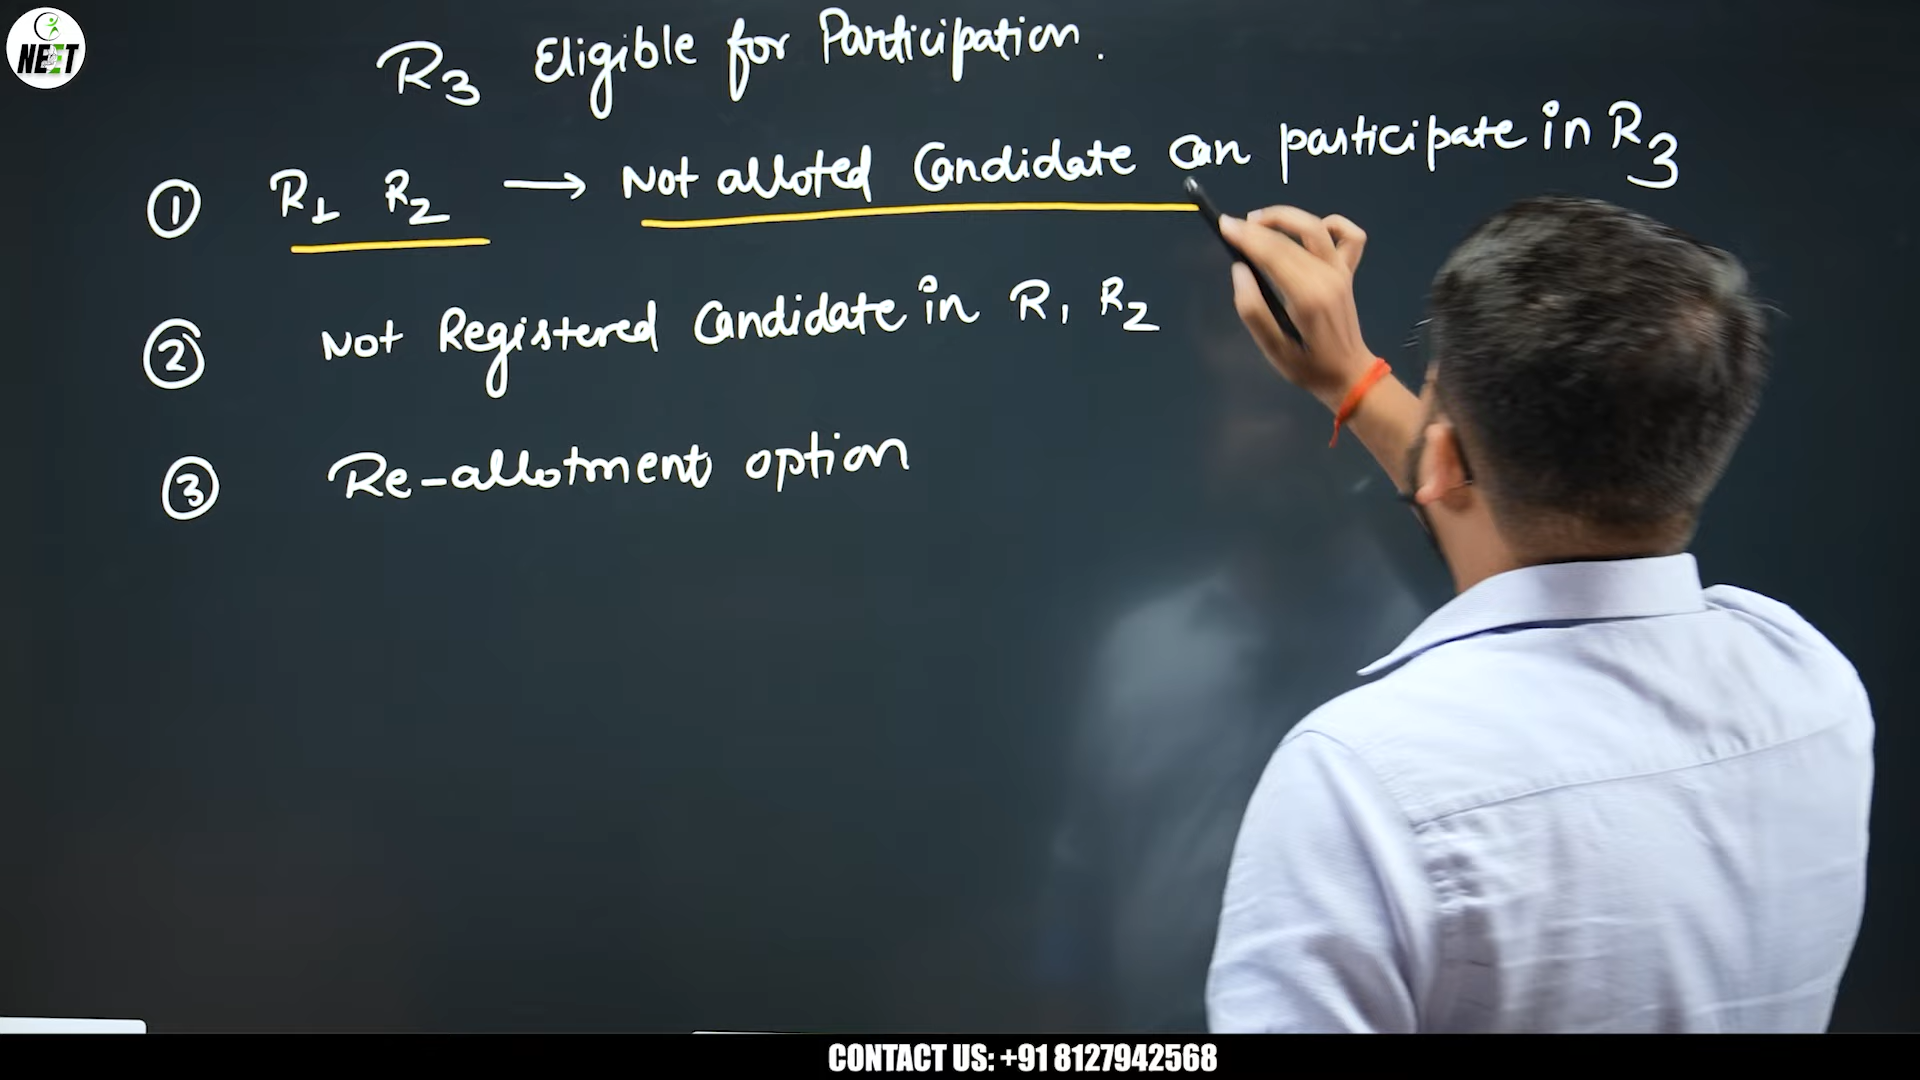 NEET
R3 Eligible for Participation.
① R1 R2 → Not alloted Candidate can participate in R3
② Not Registered Candidate in R1 R2
③ Re-allotment option
CONTACT US: +91 8127942568